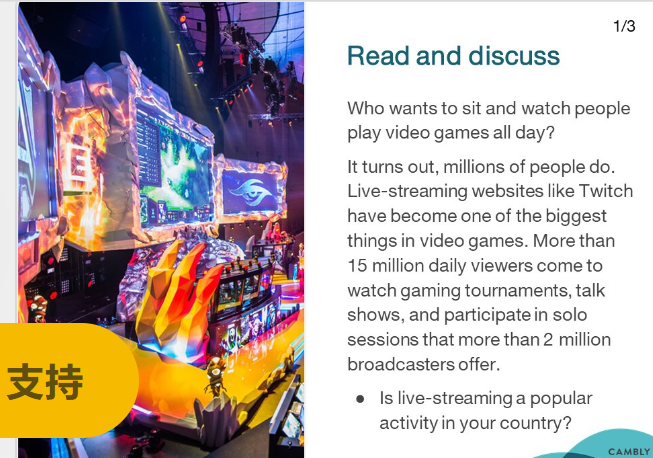 1/3
Read and discuss
Who wants to sit and watch people
play video games all day?
It turns out, millions of people do.
Live-streaming websites like Twitch
have become one of the biggest
things in video games. More than
15 million daily viewers come to
watch gaming tournaments, talk
shows, and participate in solo
sessions that more than 2 million
broadcasters offer.
● Is live-streaming a popular
activity in your country?
支持
CAMBLY